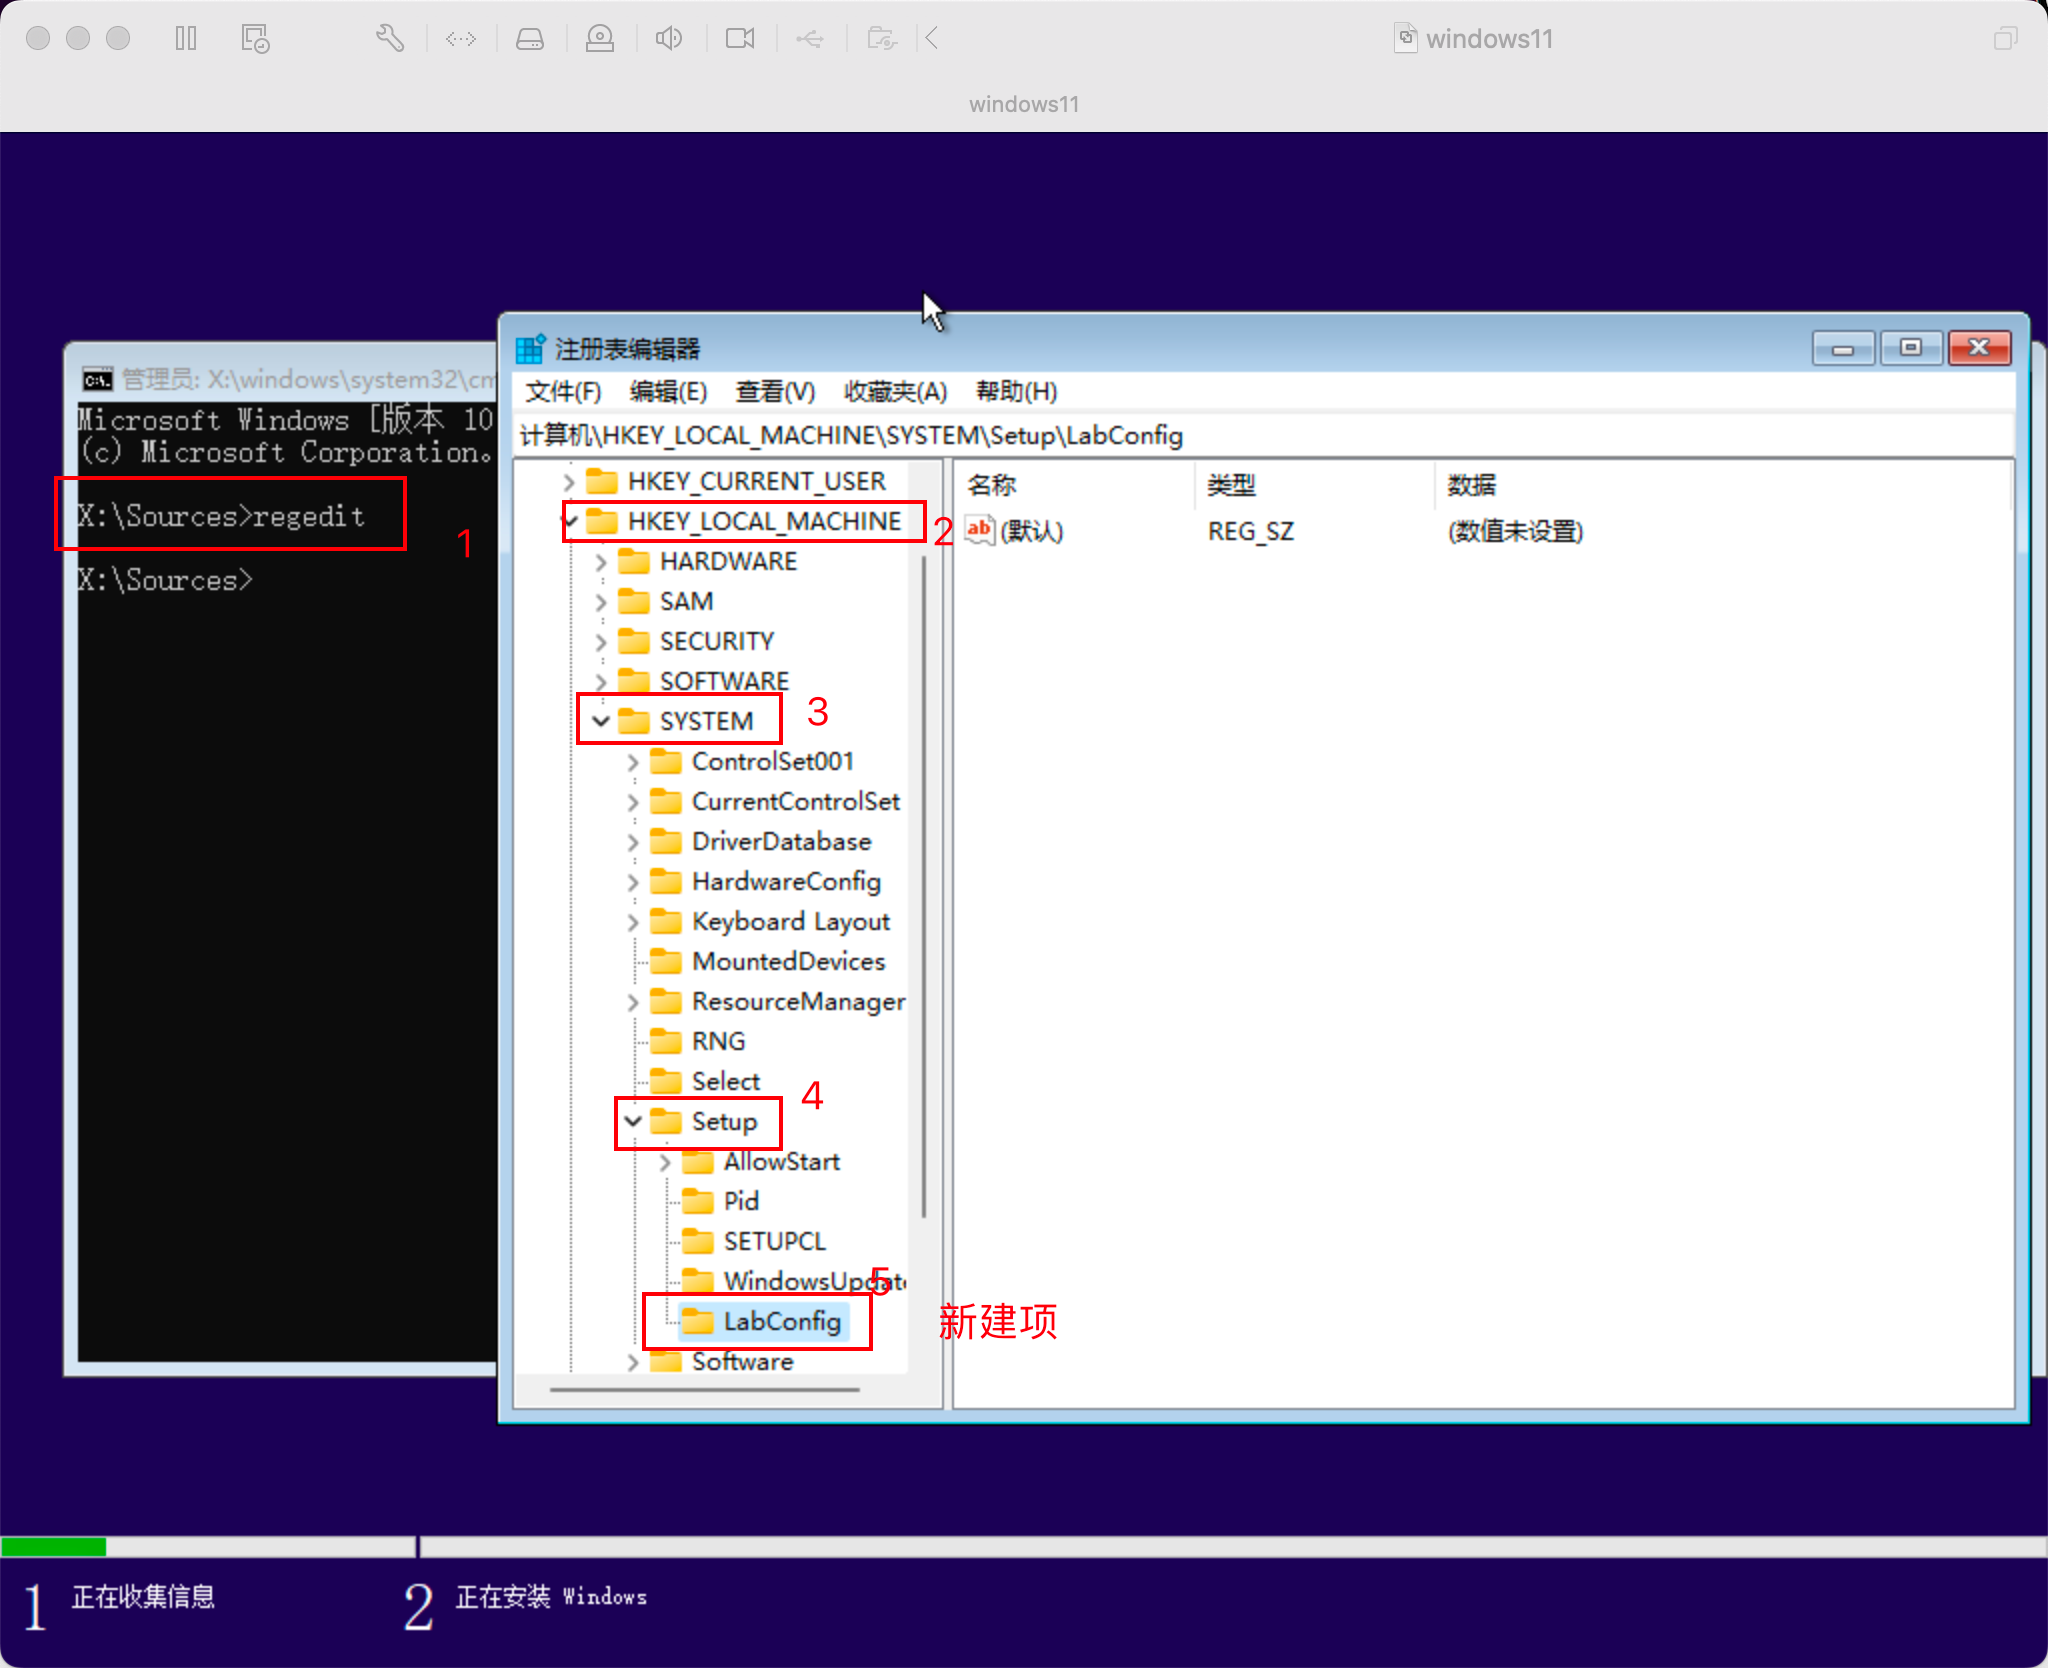 windows11
windows11
管理员: X:\windows\system32\cm
Microsoft Windows [版本 10
(c) Microsoft Corporation。
X:\Sources>regedit
1
X:\Sources>
注册表编辑器
文件(F) 编辑(E) 查看(V) 收藏夹(A) 帮助(H)
计算机\HKEY_LOCAL_MACHINE\SYSTEM\Setup\LabConfig
HKEY_CURRENT_USER
HKEY_LOCAL_MACHINE
2
HARDWARE
SAM
SECURITY
SOFTWARE
SYSTEM
3
ControlSet001
CurrentControlSet
DriverDatabase
HardwareConfig
Keyboard Layout
MountedDevices
ResourceManager
RNG
Select
4
Setup
AllowStart
Pid
SETUPCL
WindowsUpdate
5
LabConfig
新建项
Software
名称 类型 数据
ab (默认) REG_SZ (数值未设置)
1 正在收集信息
2 正在安装 Windows